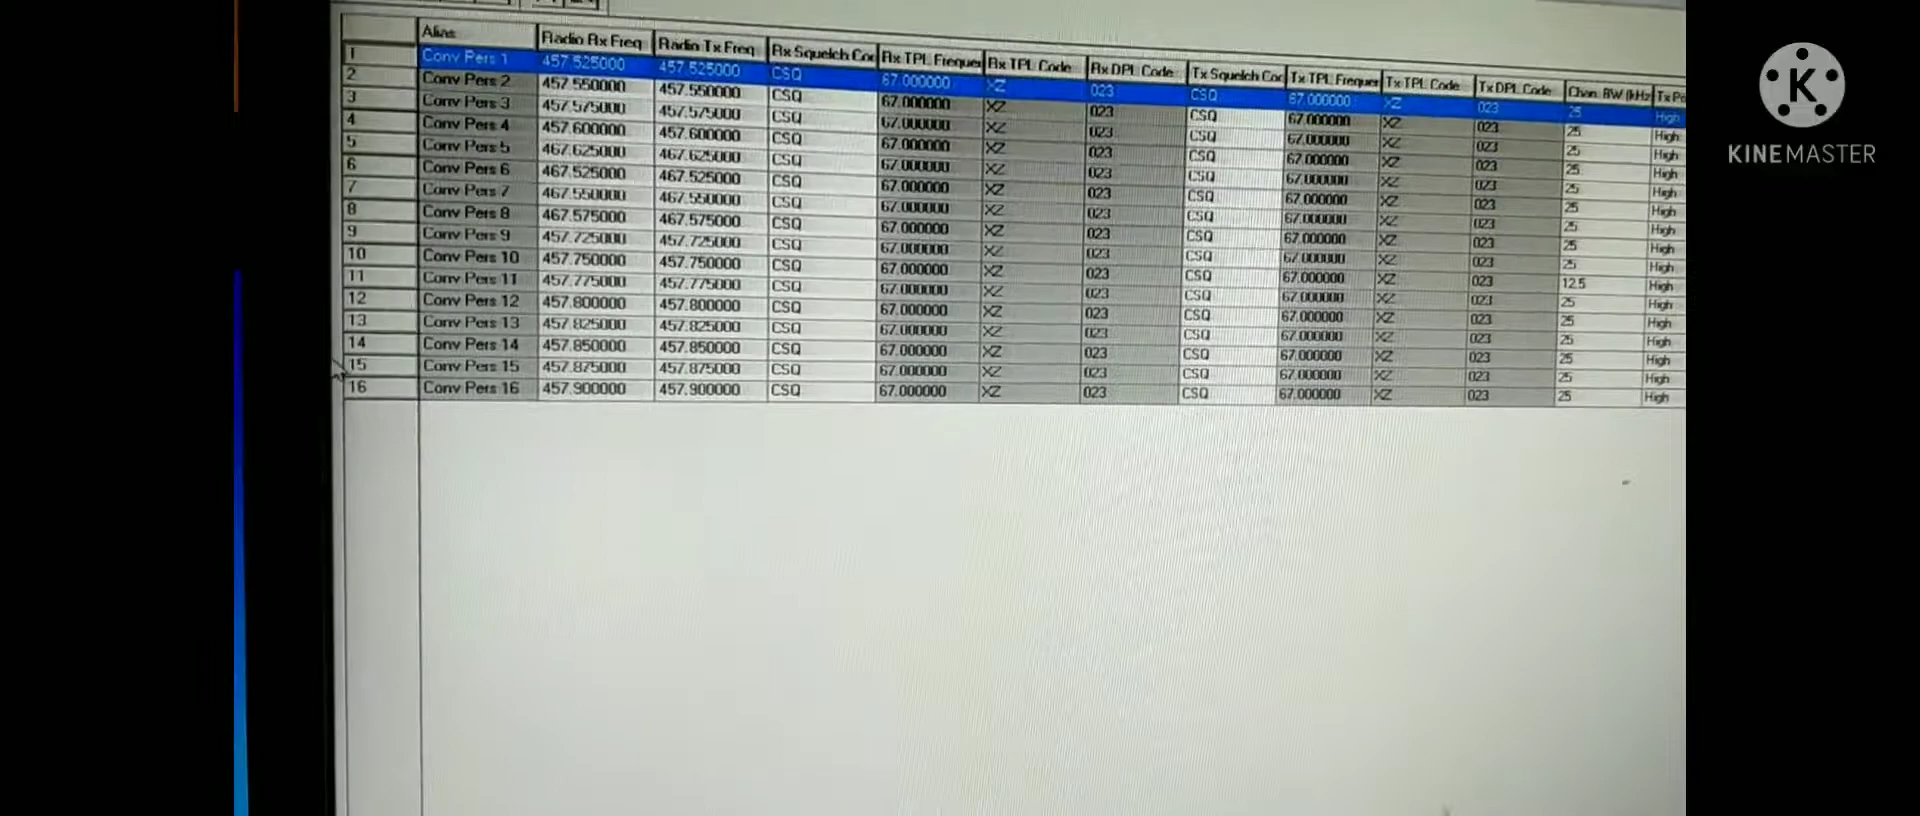 Alias Radio Rx Freq Radio Tx Freq Rx Squelch Coc Rx TPL Frequer Rx TPL Code Rx DPL Code Tx Squelch Coc Tx TPL Frequer Tx TPL Code Tx DPL Code Chan. BW (kHz Tx Po
1 Conv Pers 1 457.525000 457.525000 CSQ 67.000000 XZ 023 CSQ 67.000000 XZ 023 25 High
2 Conv Pers 2 457.550000 457.550000 CSQ 67.000000 XZ 023 CSQ 67.000000 XZ 023 25 High
3 Conv Pers 3 457.575000 457.575000 CSQ 67.000000 XZ 023 CSQ 67.000000 XZ 023 25 High
4 Conv Pers 4 457.600000 457.600000 CSQ 67.000000 XZ 023 CSQ 67.000000 XZ 023 25 High
5 Conv Pers 5 467.625000 467.625000 CSQ 67.000000 XZ 023 CSQ 67.000000 XZ 023 25 High
6 Conv Pers 6 467.525000 467.525000 CSQ 67.000000 XZ 023 CSQ 67.000000 XZ 023 25 High
7 Conv Pers 7 467.550000 467.550000 CSQ 67.000000 XZ 023 CSQ 67.000000 XZ 023 25 High
8 Conv Pers 8 467.575000 467.575000 CSQ 67.000000 XZ 023 CSQ 67.000000 XZ 023 25 High
9 Conv Pers 9 457.725000 457.725000 CSQ 67.000000 XZ 023 CSQ 67.000000 XZ 023 25 High
10 Conv Pers 10 457.750000 457.750000 CSQ 67.000000 XZ 023 CSQ 67.000000 XZ 023 12.5 High
11 Conv Pers 11 457.775000 457.775000 CSQ 67.000000 XZ 023 CSQ 67.000000 XZ 023 25 High
12 Conv Pers 12 457.800000 457.800000 CSQ 67.000000 XZ 023 CSQ 67.000000 XZ 023 25 High
13 Conv Pers 13 457.825000 457.825000 CSQ 67.000000 XZ 023 CSQ 67.000000 XZ 023 25 High
14 Conv Pers 14 457.850000 457.850000 CSQ 67.000000 XZ 023 CSQ 67.000000 XZ 023 25 High
15 Conv Pers 15 457.875000 457.875000 CSQ 67.000000 XZ 023 CSQ 67.000000 XZ 023 25 High
16 Conv Pers 16 457.900000 457.900000 CSQ 67.000000 XZ 023 CSQ 67.000000 XZ 023 25 High
K
KINEMASTER